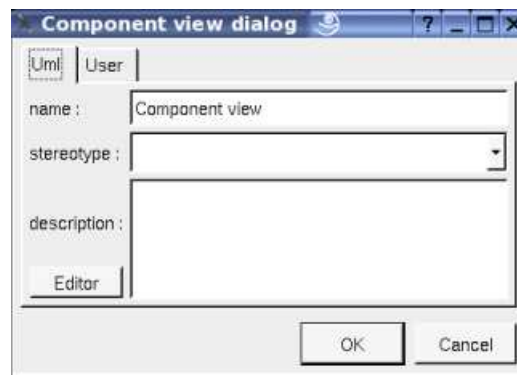 Component view dialog ? _
Uml User
name : Component view
stereotype :
description :
Editor
OK Cancel